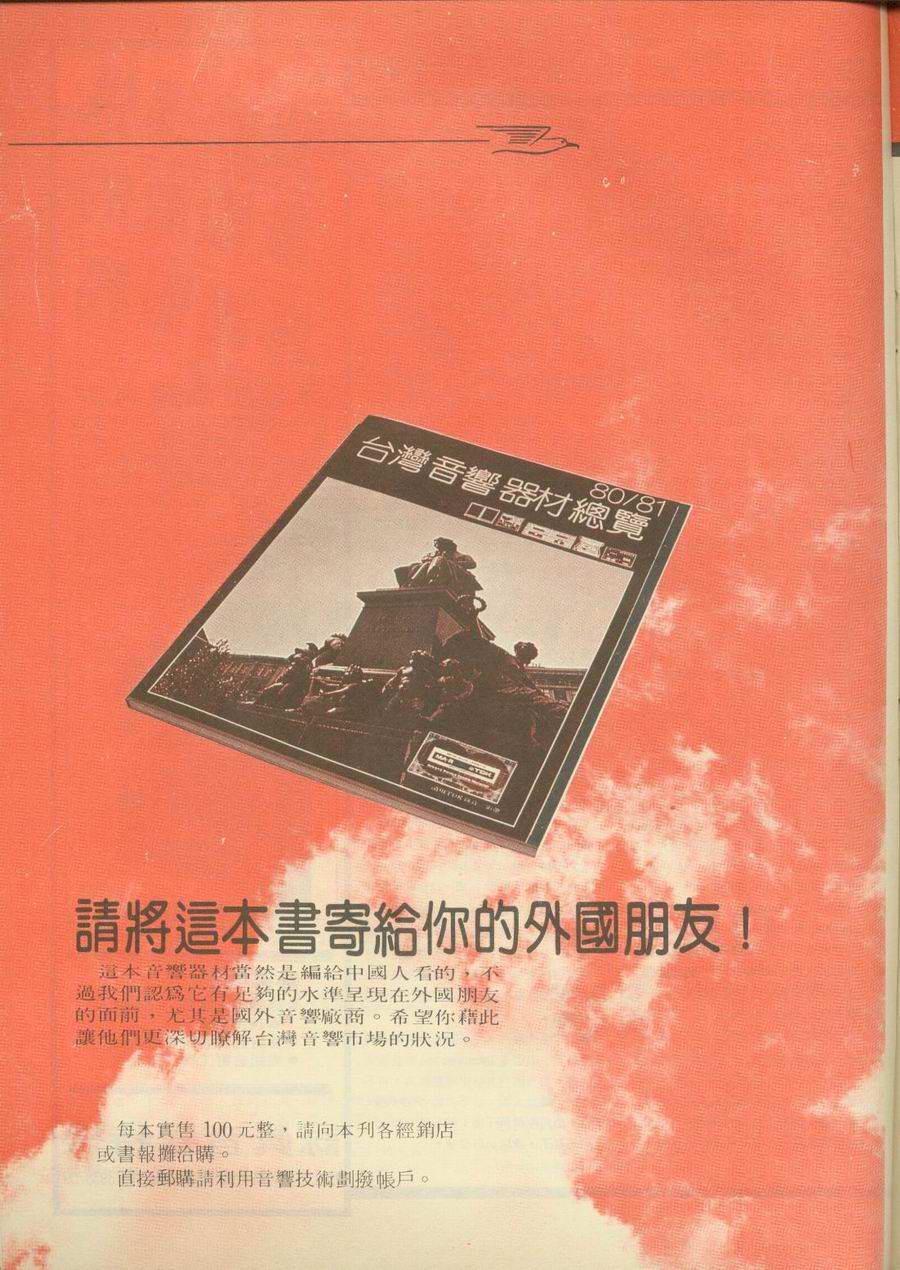 80/81
台灣音響器材總覽
MA-R
TDK
請將這本書寄給你的外國朋友！
這本音響器材當然是編給中國人看的，不
過我們認爲它有足夠的水準呈現在外國朋友
的面前，尤其是國外音響廠商。希望你藉此
讓他們更深切瞭解台灣音響市場的狀況。
每本實售 100 元整，請向本刊各經銷店
或書報攤洽購。
直接郵購請利用音響技術劃撥帳戶。